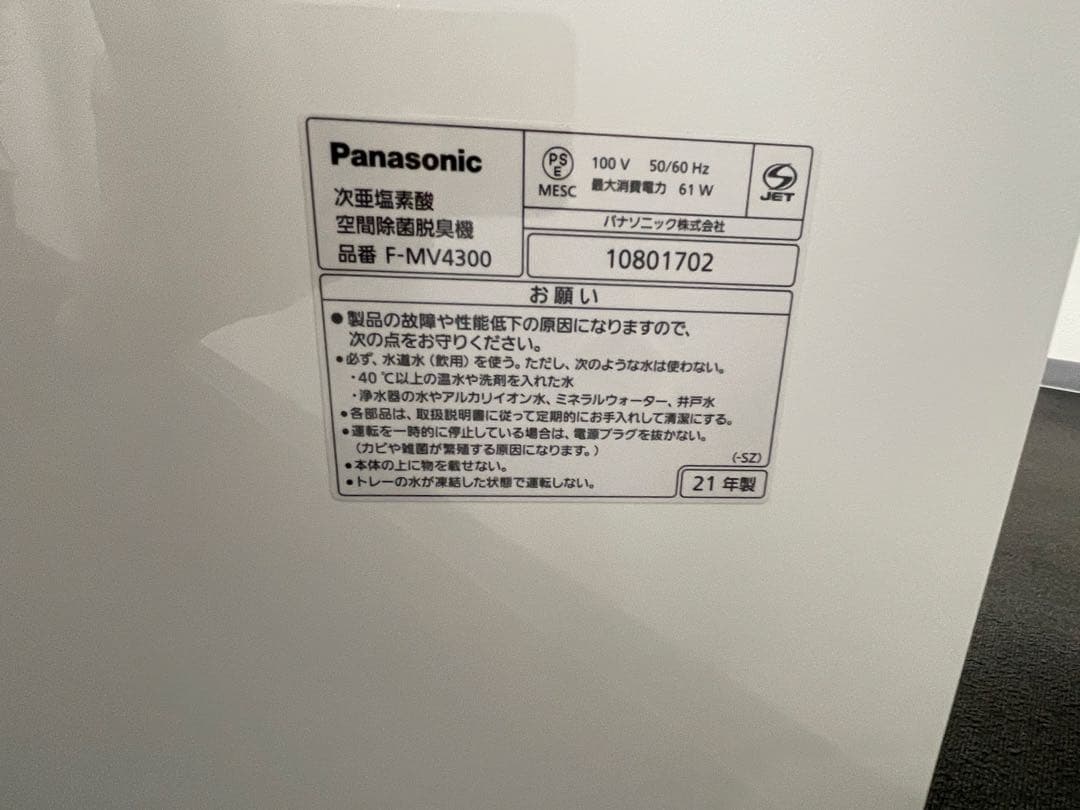 Panasonic
次亜塩素酸
空間除菌脱臭機
品番 F-MV4300
PS
E
MESC
100 V 50/60 Hz
最大消費電力 61 W
JET
パナソニック株式会社
10801702
お願い
●製品の故障や性能低下の原因になりますので、
次の点をお守りください。
●必ず、水道水(飲用)を使う。ただし、次のような水は使わない。
・40 ℃以上の温水や洗剤を入れた水
・浄水器の水やアルカリイオン水、ミネラルウォーター、井戸水
●各部品は、取扱説明書に従って定期的にお手入れして清潔にする。
●運転を一時的に停止している場合は、電源プラグを抜かない。
(カビや雑菌が繁殖する原因になります。)
●本体の上に物を載せない。
●トレーの水が凍結した状態で運転しない。
(-SZ)
21 年製